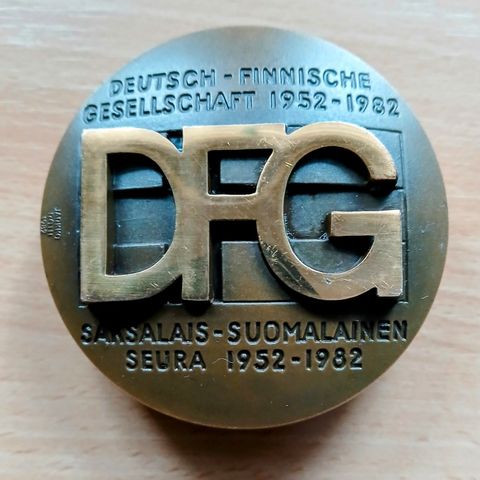 DEUTSCH - FINNISCHE
GESELLSCHAFT 1952-1982
DFG
SAKSALAIS-SUOMALAINEN
SEURA 1952-1982